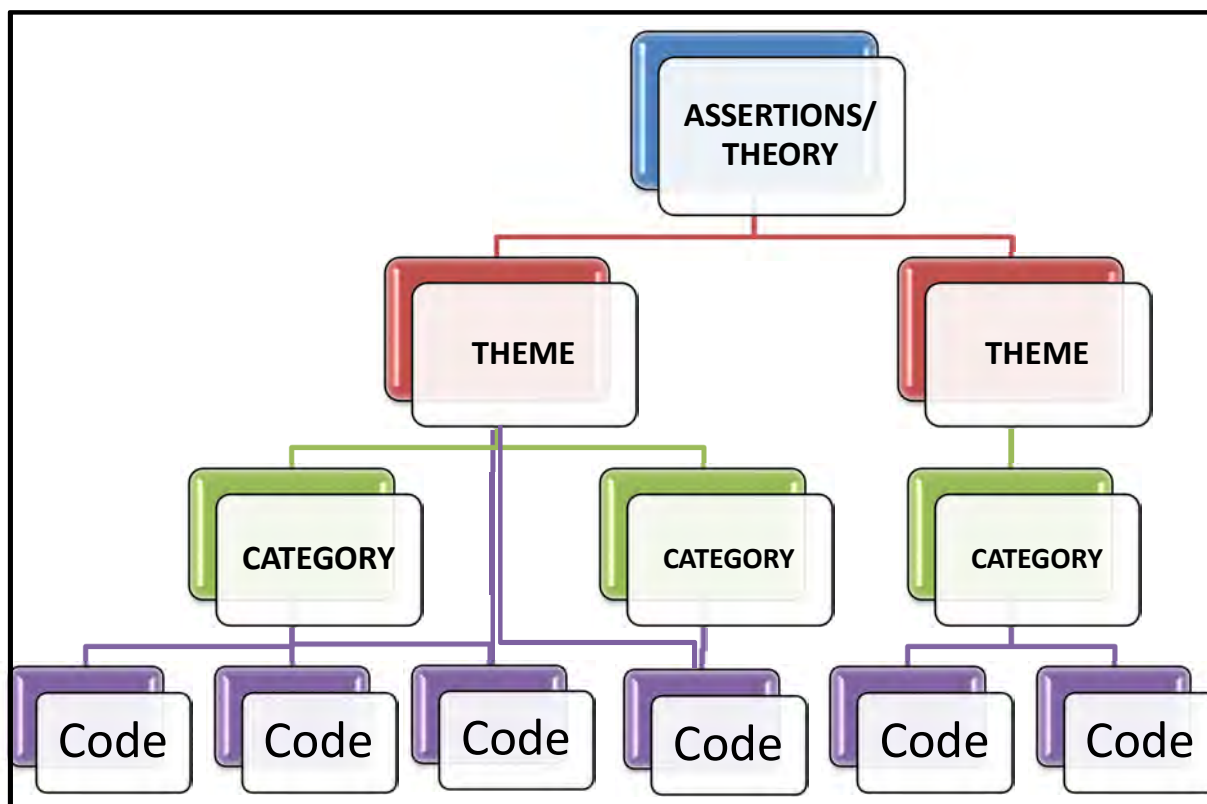 ASSERTIONS/
THEORY
THEME
THEME
CATEGORY
CATEGORY
CATEGORY
Code
Code
Code
Code
Code
Code